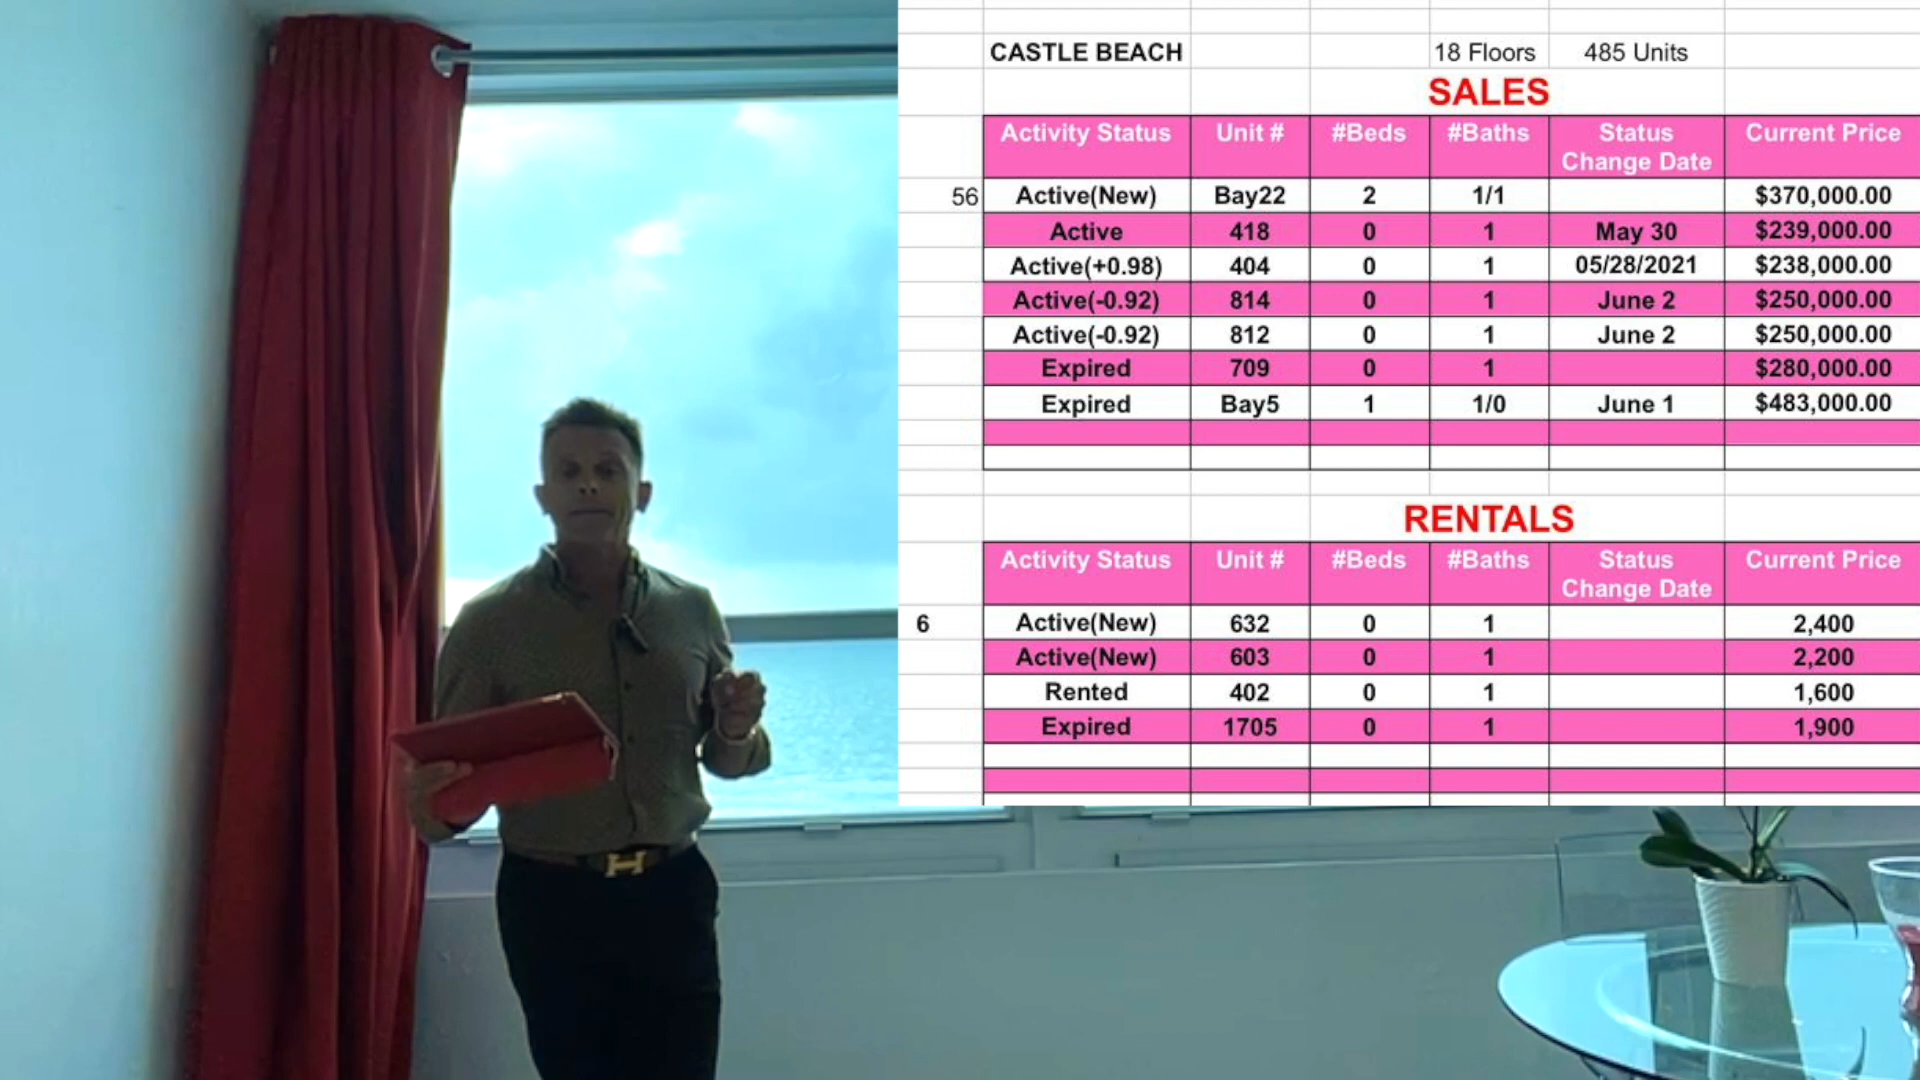 CASTLE BEACH 18 Floors 485 Units
SALES
Activity Status Unit # #Beds #Baths Status Change Date Current Price
56 Active(New) Bay22 2 1/1 $370,000.00
Active 418 0 1 May 30 $239,000.00
Active(+0.98) 404 0 1 05/28/2021 $238,000.00
Active(-0.92) 814 0 1 June 2 $250,000.00
Active(-0.92) 812 0 1 June 2 $250,000.00
Expired 709 0 1 $280,000.00
Expired Bay5 1 1/0 June 1 $483,000.00
RENTALS
Activity Status Unit # #Beds #Baths Status Change Date Current Price
6 Active(New) 632 0 1 2,400
Active(New) 603 0 1 2,200
Rented 402 0 1 1,600
Expired 1705 0 1 1,900